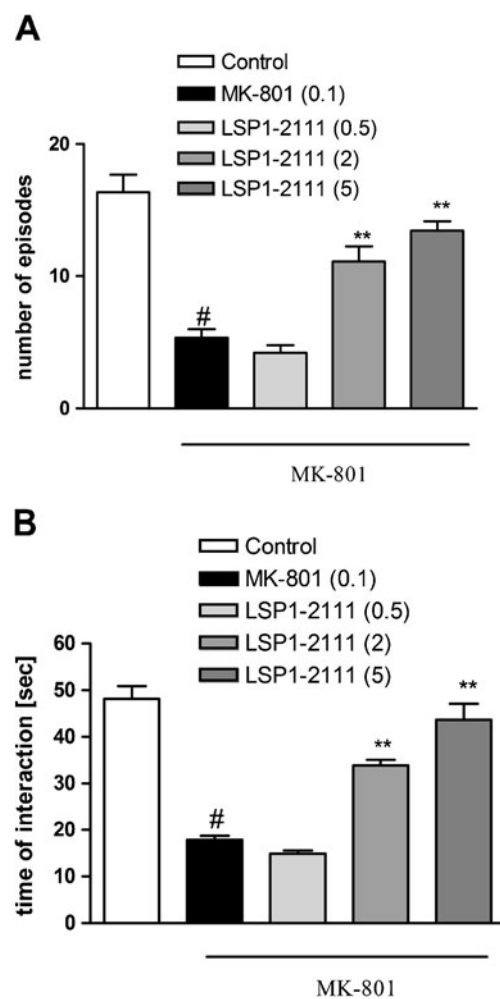 A
Control
MK-801 (0.1)
LSP1-2111 (0.5)
LSP1-2111 (2)
LSP1-2111 (5)
number of episodes
20
10
0
#
**
**
MK-801
B
Control
MK-801 (0.1)
LSP1-2111 (0.5)
LSP1-2111 (2)
LSP1-2111 (5)
time of interaction [sec]
60
50
40
30
20
10
0
#
**
**
MK-801